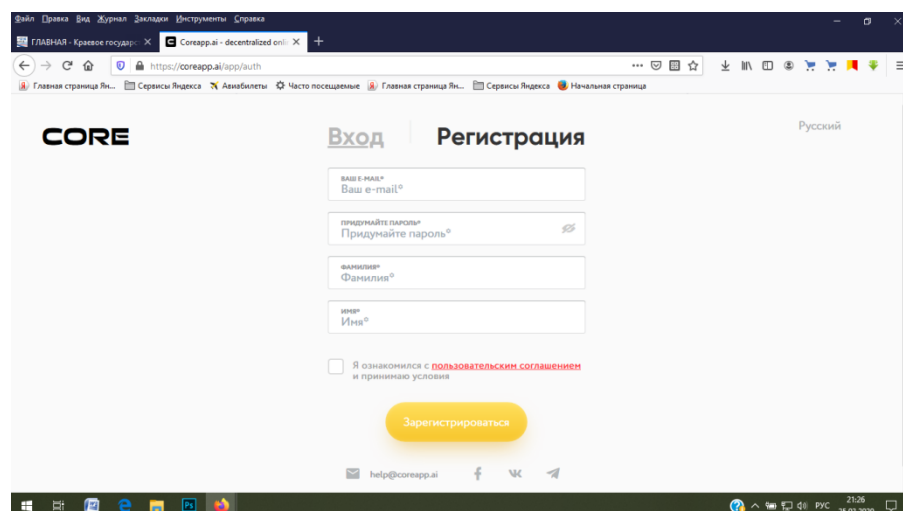 Файл Правка Вид Журнал Закладки Инструменты Справка
ГЛАВНАЯ - Краевое государс
Coreapp.ai - decentralized onli
https://coreapp.ai/app/auth
Главная страница Ян... Сервисы Яндекса Авиабилеты Часто посещаемые Главная страница Ян... Сервисы Яндекса Начальная страница
CORE
Вход
Регистрация
Русский
ВАШ E-MAIL*
Ваш e-mail*
ПРИДУМАЙТЕ ПАРОЛЬ*
Придумайте пароль*
ФАМИЛИЯ*
Фамилия*
ИМЯ*
Имя*
Я ознакомился с пользовательским соглашением
и принимаю условия
Зарегистрироваться
help@coreapp.ai
Ps
РУС
21:26